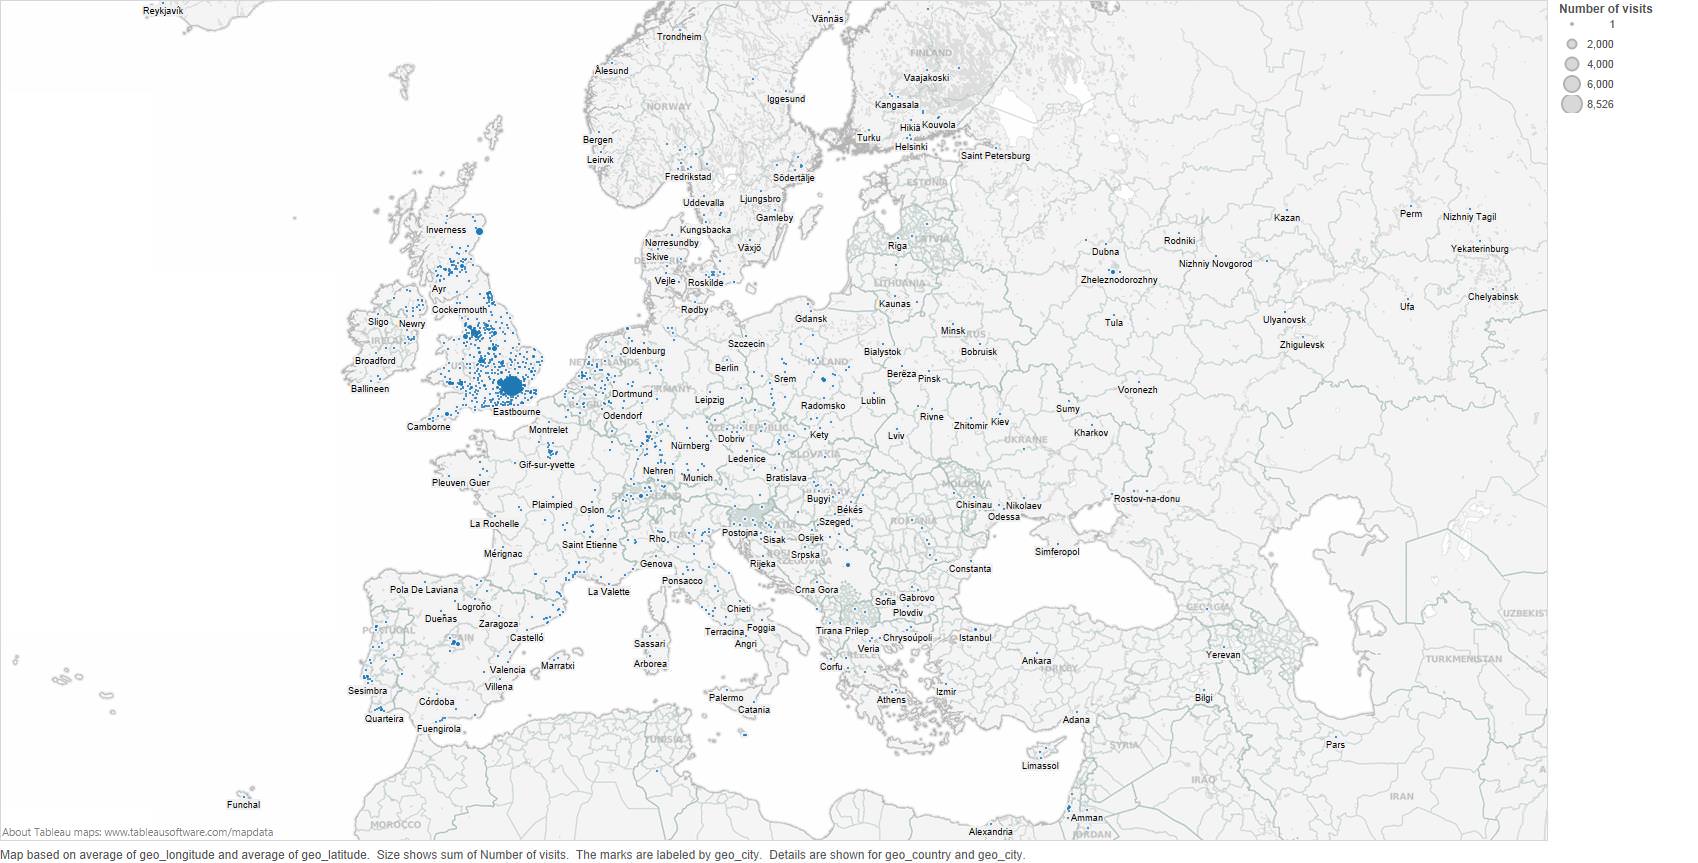 Reykjavík
Vännäs
Trondheim
Ålesund
FINLAND
Vaajakoski
Iggesund
Kangasala
NORWAY
Hikiä
Kouvola
Turku
Bergen
Helsinki
Leirvik
Saint Petersburg
Fredrikstad
Södertälje
ESTONIA
Uddevalla
Ljungsbro
Gamleby
Kazan
Perm
Nizhniy Tagil
Inverness
Kungsbacka
Nørresundby
Växjö
Riga
LATVIA
Rodniki
Dubna
Yekaterinburg
Skive
Nizhniy Novgorod
Vejle
Roskilde
LITHUANIA
Zheleznodorozhny
Ayr
Chelyabinsk
Cockermouth
Rødby
Kaunas
Ufa
Sligo
Newry
Gdansk
Minsk
Tula
Ulyanovsk
Szczecin
Zhigulevsk
Oldenburg
Bialystok
Bobruisk
Broadford
Berlin
Srem
Bereza
Pinsk
Ballineen
Voronezh
Dortmund
Leipzig
Radomsko
Lublin
Sumy
Eastbourne
Odendorf
Rivne
Zhitomir
Kiev
Camborne
Montrelet
Dobriv
Kety
Lviv
Kharkov
UKRAINE
Nürnberg
SLOVAKIA
Ledenice
Gif-sur-yvette
Nehren
Munich
Bratislava
Pleuven Guer
MOLDOVA
Bugyi
Rostov-na-donu
Plaimpied
Oslon
Békés
Chisinau
Nikolaev
Odessa
La Rochelle
Szeged
ROMANIA
Postojna
Sisak
Osijek
Saint Etienne
Rho
Mérignac
Srpska
Simferopol
Genova
Rijeka
Constanta
Ponsacco
Pola De Laviana
La Valette
Crna Gora
Sofia
Gabrovo
Logroño
Chieti
Plovdiv
GEORGIA
UZBEKIST
Dueñas
Zaragoza
PORTUGAL
SPAIN
Castelló
Terracina
Foggia
Tirana
Prilep
Chrysoúpoli
Istanbul
Sassari
Angri
Veria
Yerevan
Ankara
TURKEY
TURKMENISTAN
Marratxi
Arborea
Corfu
Valencia
Villena
Sesimbra
Izmir
Córdoba
Palermo
Athens
Bilgi
Catania
Quarteira
Adana
Fuengirola
TUNISIA
SYRIA
Pars
Limassol
IRAQ
IRAN
Funchal
MOROCCO
Amman
Alexandria
JORDAN
About Tableau maps: www.tableausoftware.com/mapdata
Map based on average of geo_longitude and average of geo_latitude. Size shows sum of Number of visits. The marks are labeled by geo_city. Details are shown for geo_country and geo_city.
Number of visits
1
2,000
4,000
6,000
8,526